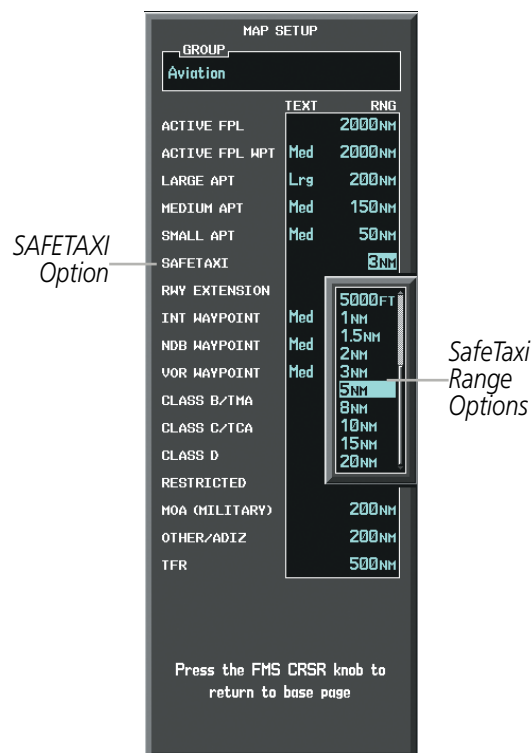 MAP SETUP
GROUP
Aviation
TEXT RNG
ACTIVE FPL 2000NM
ACTIVE FPL WPT Med 2000NM
LARGE APT Lrg 200NM
MEDIUM APT Med 150NM
SMALL APT Med 50NM
SAFETAXI 3NM
SAFETAXI
Option
RWY EXTENSION
INT WAYPOINT Med
NDB WAYPOINT Med
VOR WAYPOINT Med
CLASS B/TMA
CLASS C/TCA
CLASS D
RESTRICTED
5000FT
1NM
1.5NM
2NM
3NM
5NM
8NM
10NM
15NM
20NM
SafeTaxi
Range
Options
MOA (MILITARY) 200NM
OTHER/ADIZ 200NM
TFR 500NM
Press the FMS CRSR knob to
return to base page